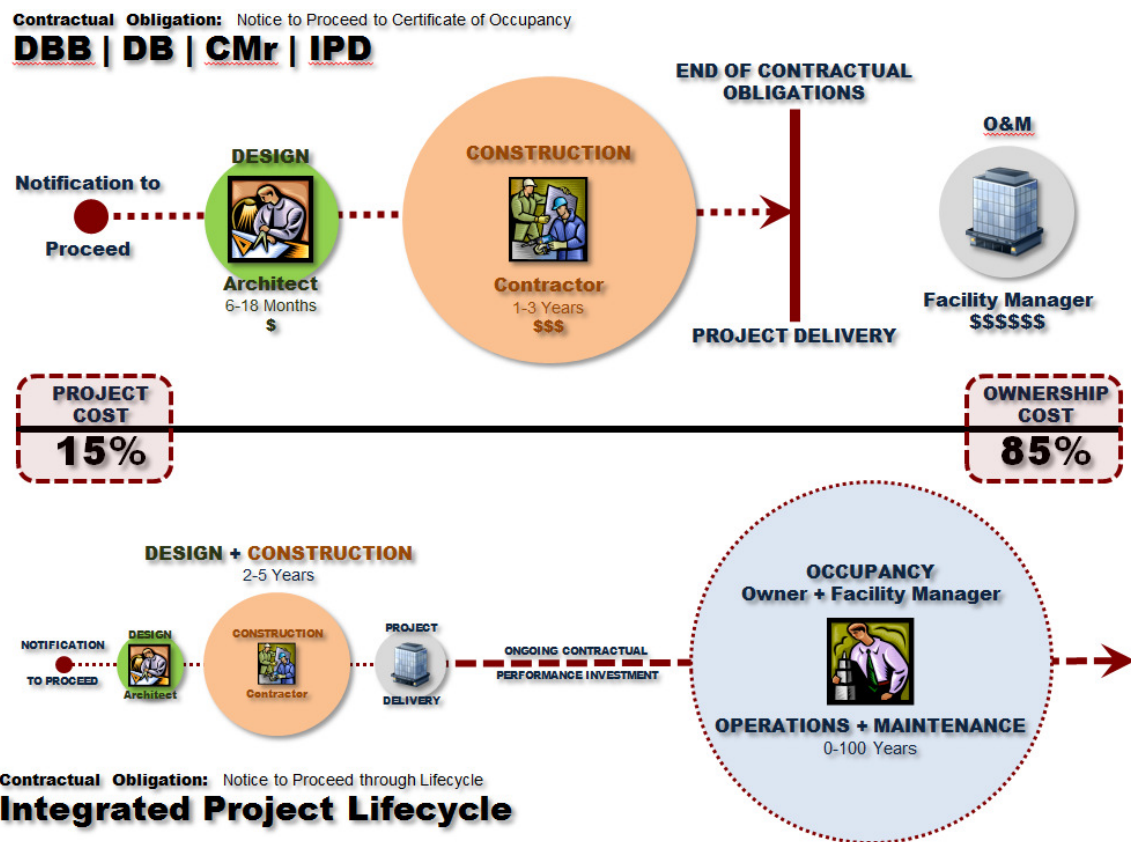 Contractual Obligation: Notice to Proceed to Certificate of Occupancy
DBB | DB | CMr | IPD
END OF CONTRACTUAL
OBLIGATIONS
O&M
DESIGN
CONSTRUCTION
Notification to
Proceed
Architect
6-18 Months
$
Contractor
1-3 Years
$$$
PROJECT DELIVERY
Facility Manager
$$$$$$
PROJECT
COST
15%
OWNERSHIP
COST
85%
DESIGN + CONSTRUCTION
2-5 Years
NOTIFICATION
TO PROCEED
DESIGN
Architect
CONSTRUCTION
Contractor
PROJECT
DELIVERY
ONGOING CONTRACTUAL
PERFORMANCE INVESTMENT
OCCUPANCY
Owner + Facility Manager
OPERATIONS + MAINTENANCE
0-100 Years
Contractual Obligation: Notice to Proceed through Lifecycle
Integrated Project Lifecycle